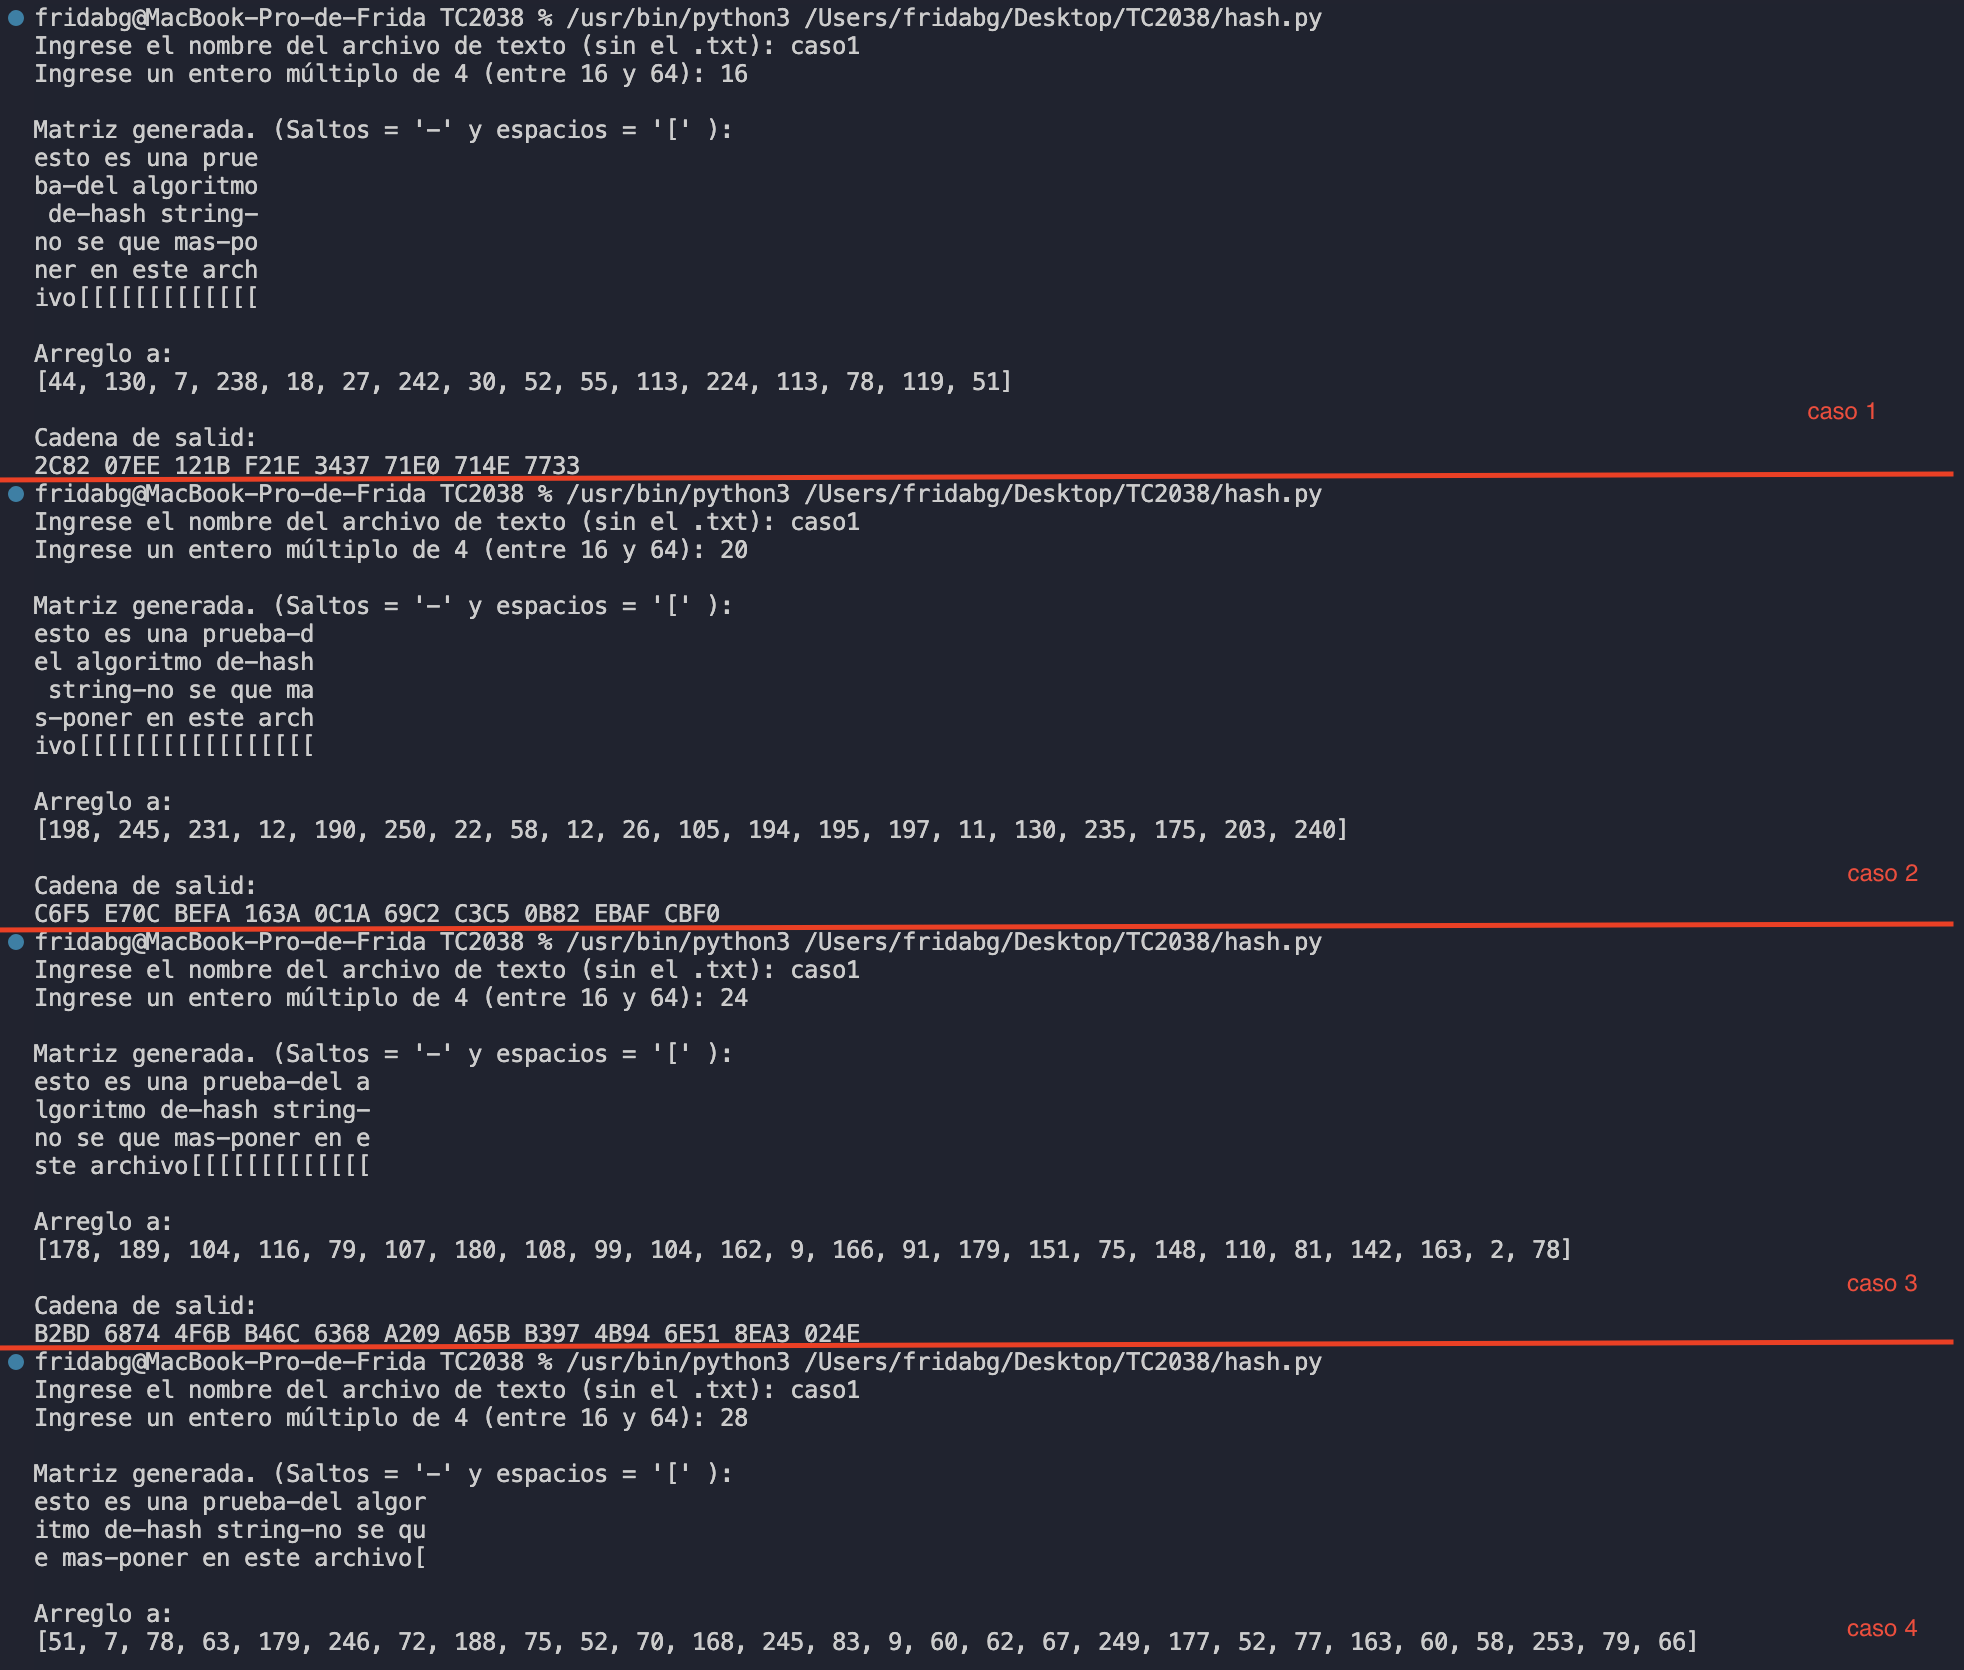 fridabg@MacBook-Pro-de-Frida TC2038 % /usr/bin/python3 /Users/fridabg/Desktop/TC2038/hash.py
Ingrese el nombre del archivo de texto (sin el .txt): caso1
Ingrese un entero múltiplo de 4 (entre 16 y 64): 16
Matriz generada. (Saltos = '-' y espacios = '[' ):
esto es una prue
ba-del algoritmo
 de-hash string-
no se que mas-po
ner en este arch
ivo[[[[[[[[[[[[[
Arreglo a:
[44, 130, 7, 238, 18, 27, 242, 30, 52, 55, 113, 224, 113, 78, 119, 51]
caso 1
Cadena de salid:
2C82 07EE 121B F21E 3437 71E0 714E 7733
fridabg@MacBook-Pro-de-Frida TC2038 % /usr/bin/python3 /Users/fridabg/Desktop/TC2038/hash.py
Ingrese el nombre del archivo de texto (sin el .txt): caso1
Ingrese un entero múltiplo de 4 (entre 16 y 64): 20
Matriz generada. (Saltos = '-' y espacios = '[' ):
esto es una prueba-d
el algoritmo de-hash
 string-no se que ma
s-poner en este arch
ivo[[[[[[[[[[[[[[[[[
Arreglo a:
[198, 245, 231, 12, 190, 250, 22, 58, 12, 26, 105, 194, 195, 197, 11, 130, 235, 175, 203, 240]
caso 2
Cadena de salid:
C6F5 E70C BEFA 163A 0C1A 69C2 C3C5 0B82 EBAF CBF0
fridabg@MacBook-Pro-de-Frida TC2038 % /usr/bin/python3 /Users/fridabg/Desktop/TC2038/hash.py
Ingrese el nombre del archivo de texto (sin el .txt): caso1
Ingrese un entero múltiplo de 4 (entre 16 y 64): 24
Matriz generada. (Saltos = '-' y espacios = '[' ):
esto es una prueba-del a
lgoritmo de-hash string-
no se que mas-poner en e
ste archivo[[[[[[[[[[[[[
Arreglo a:
[178, 189, 104, 116, 79, 107, 180, 108, 99, 104, 162, 9, 166, 91, 179, 151, 75, 148, 110, 81, 142, 163, 2, 78]
caso 3
Cadena de salid:
B2BD 6874 4F6B B46C 6368 A209 A65B B397 4B94 6E51 8EA3 024E
fridabg@MacBook-Pro-de-Frida TC2038 % /usr/bin/python3 /Users/fridabg/Desktop/TC2038/hash.py
Ingrese el nombre del archivo de texto (sin el .txt): caso1
Ingrese un entero múltiplo de 4 (entre 16 y 64): 28
Matriz generada. (Saltos = '-' y espacios = '[' ):
esto es una prueba-del algor
itmo de-hash string-no se qu
e mas-poner en este archivo[
Arreglo a:
[51, 7, 78, 63, 179, 246, 72, 188, 75, 52, 70, 168, 245, 83, 9, 60, 62, 67, 249, 177, 52, 77, 163, 60, 58, 253, 79, 66]
caso 4